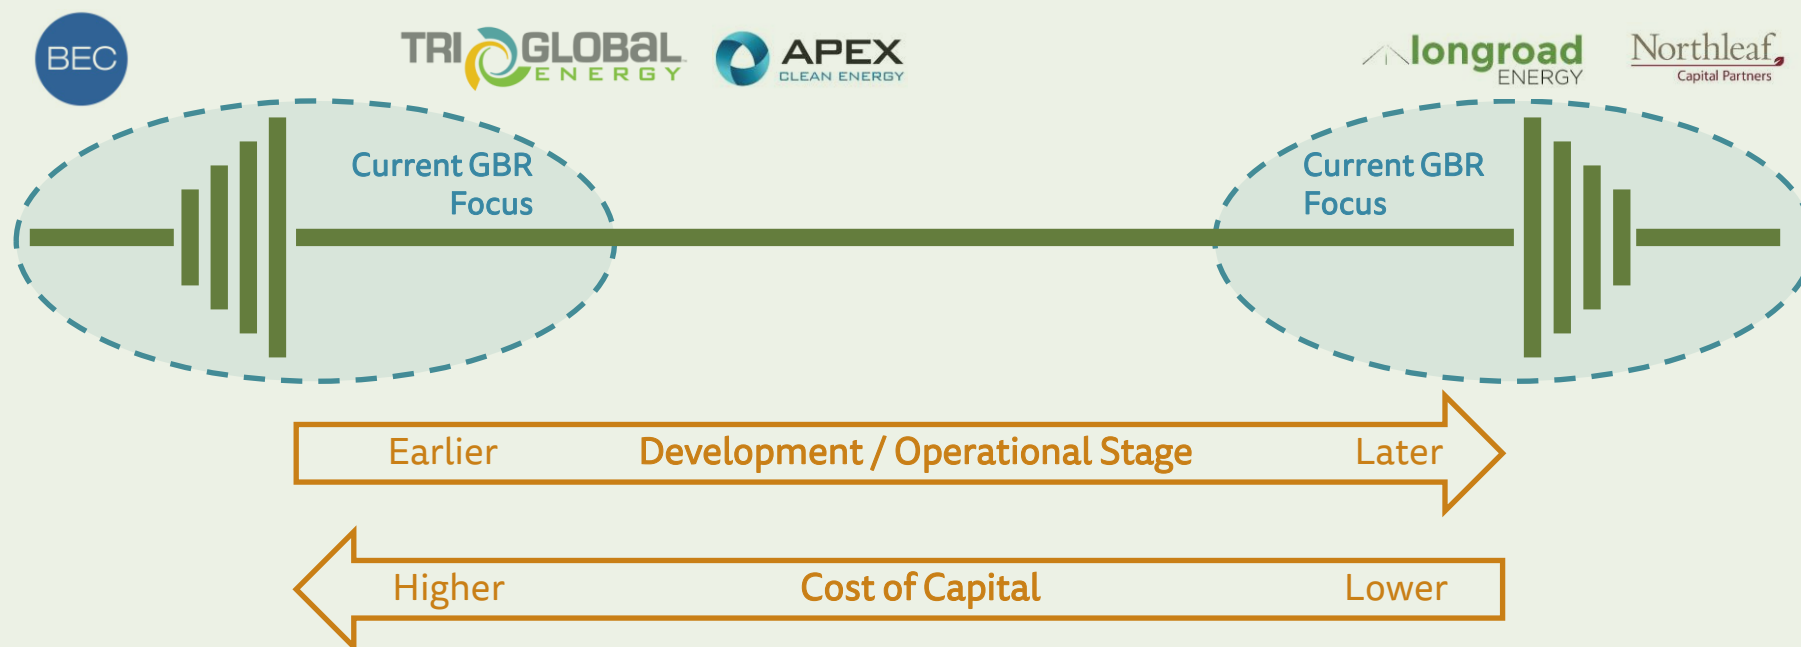 BEC
TRI GLOBAL ENERGY
APEX
CLEAN ENERGY
longroad
ENERGY
Northleaf
Capital Partners
Current GBR
Focus
Current GBR
Focus
Earlier Development / Operational Stage Later
Higher Cost of Capital Lower